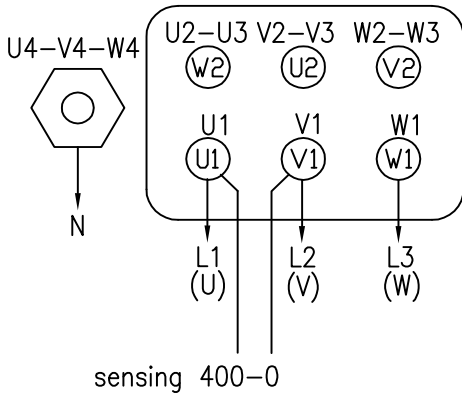 U2-U3 V2-V3 W2-W3
U4-V4-W4
W2 U2 V2
U1 V1 W1
U1 V1 W1
N
L1 L2 L3
(U) (V) (W)
sensing 400-0